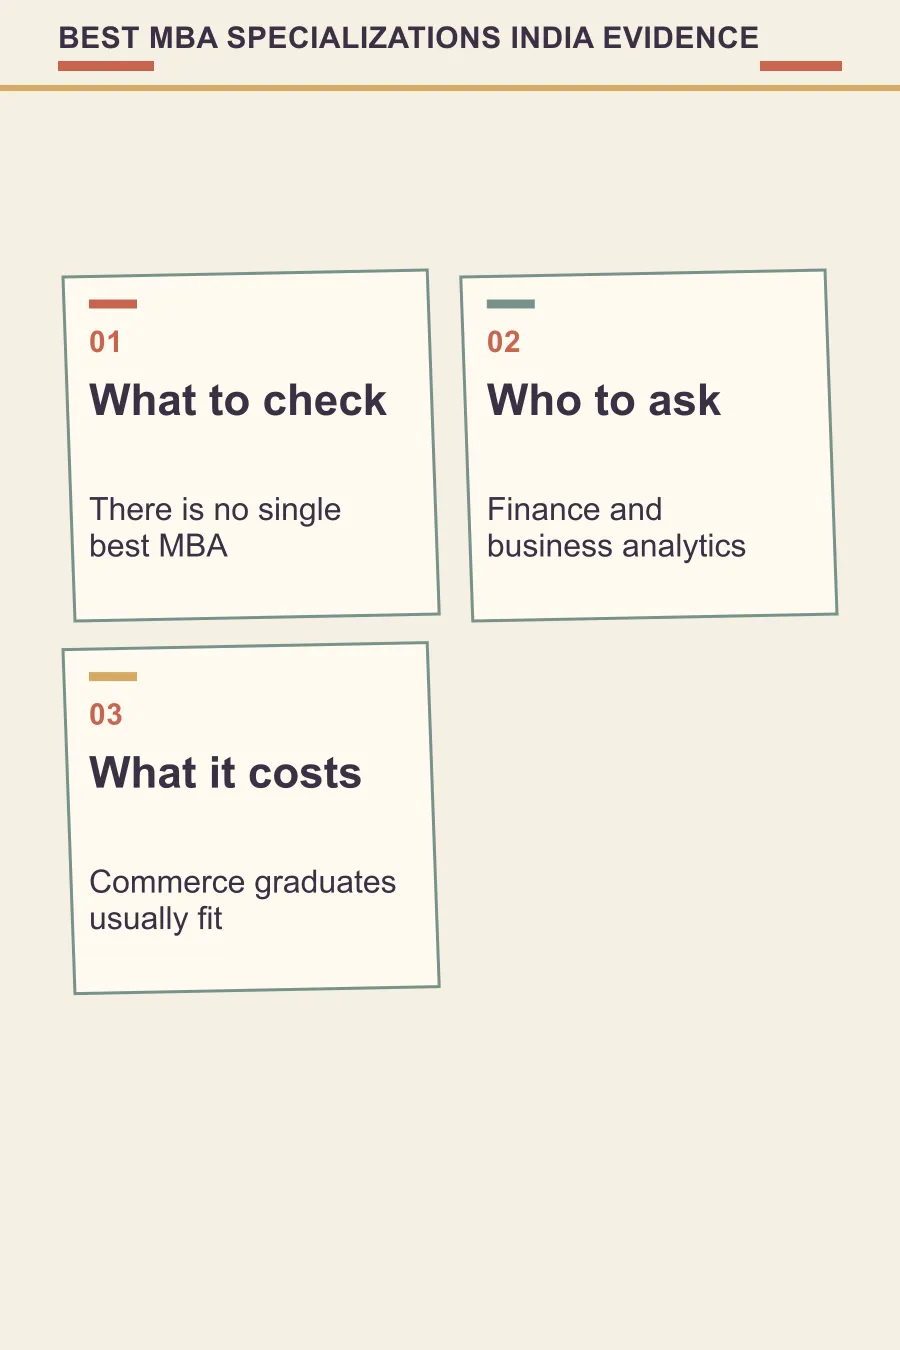 BEST MBA SPECIALIZATIONS INDIA EVIDENCE
01
What to check
There is no single
best MBA
02
Who to ask
Finance and
business analytics
03
What it costs
Commerce graduates
usually fit